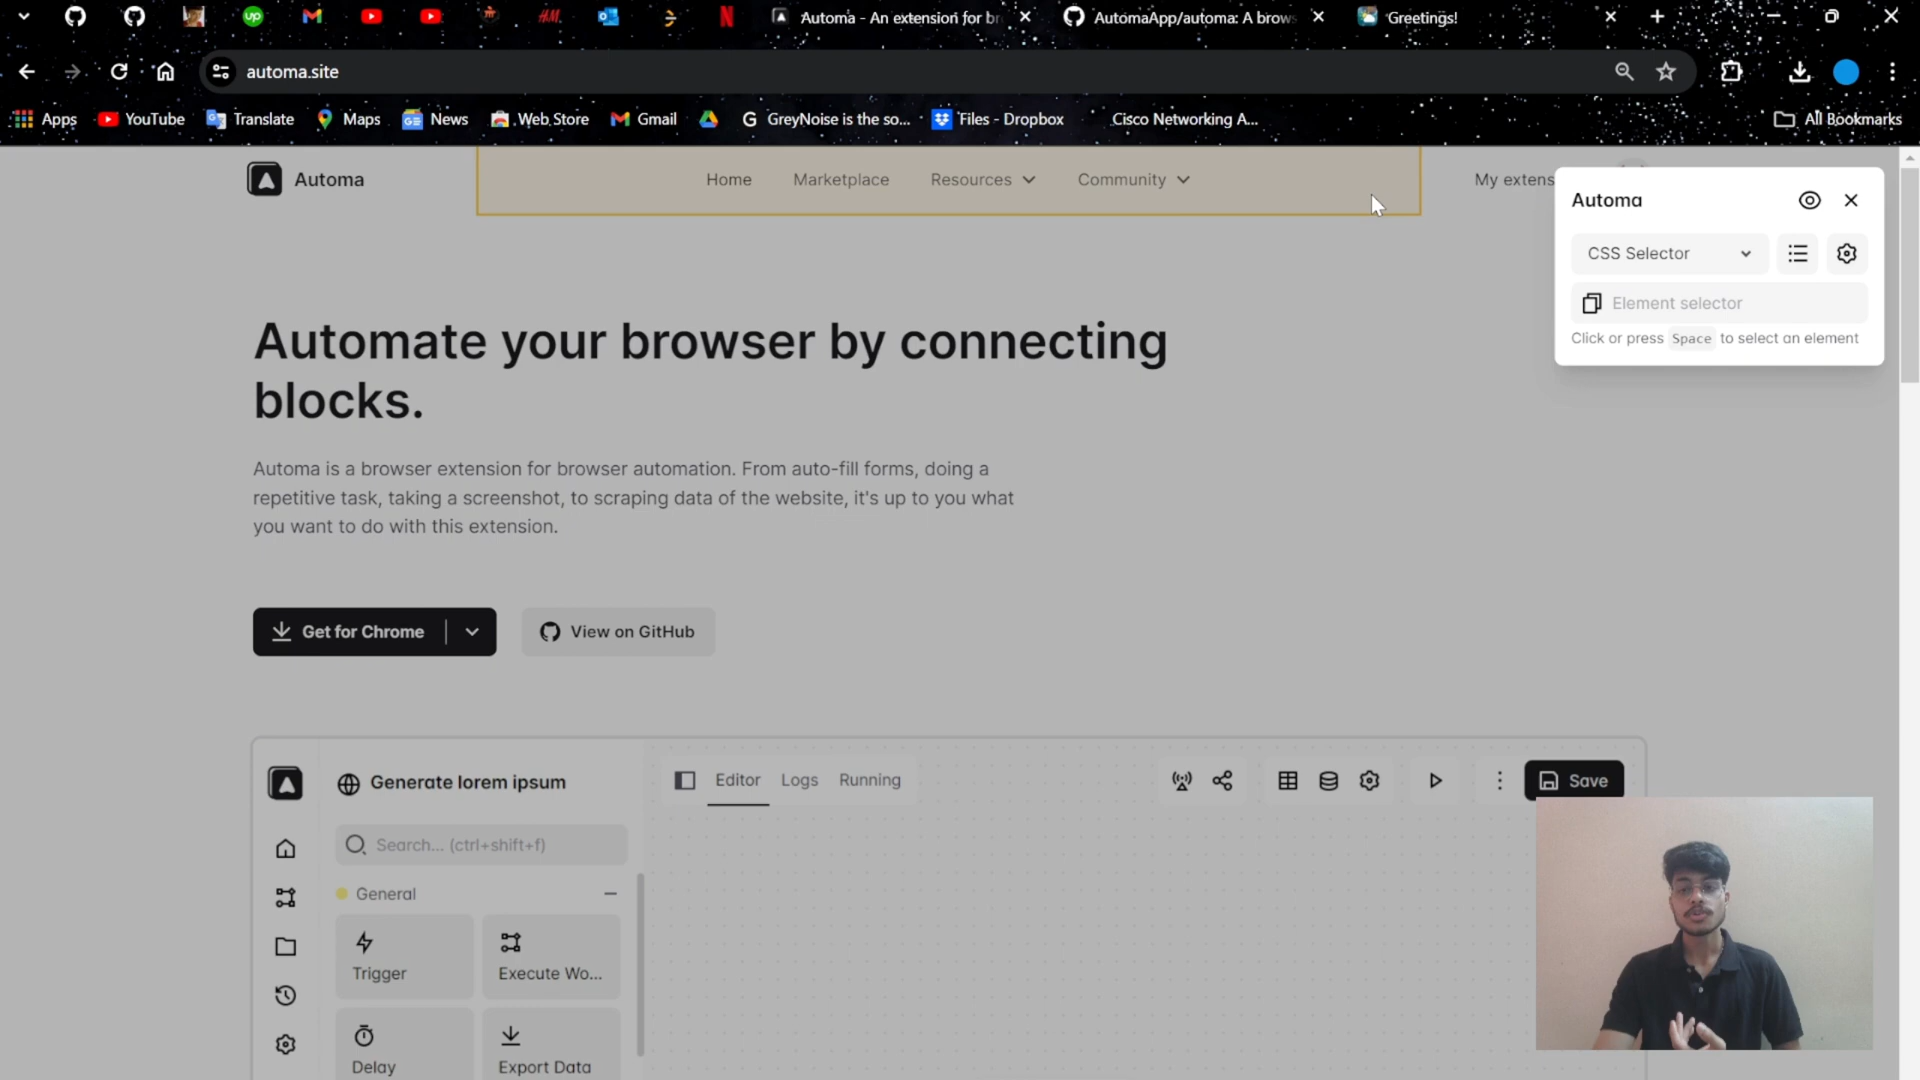 Automa - An extension for br
AutomaApp/automa: A brows
Greetings!
automa.site
Apps
YouTube
Translate
Maps
News
Web Store
Gmail
GreyNoise is the so...
Files - Dropbox
Cisco Networking A...
All Bookmarks
Automa
Home
Marketplace
Resources
Community
My extens
Automa
CSS Selector
Element selector
Click or press Space to select an element
Automate your browser by connecting
blocks.
Automa is a browser extension for browser automation. From auto-fill forms, doing a
repetitive task, taking a screenshot, to scraping data of the website, it's up to you what
you want to do with this extension.
Get for Chrome
View on GitHub
Generate lorem ipsum
Editor
Logs
Running
Save
Search... (ctrl+shift+f)
General
Trigger
Execute Wo...
Delay
Export Data